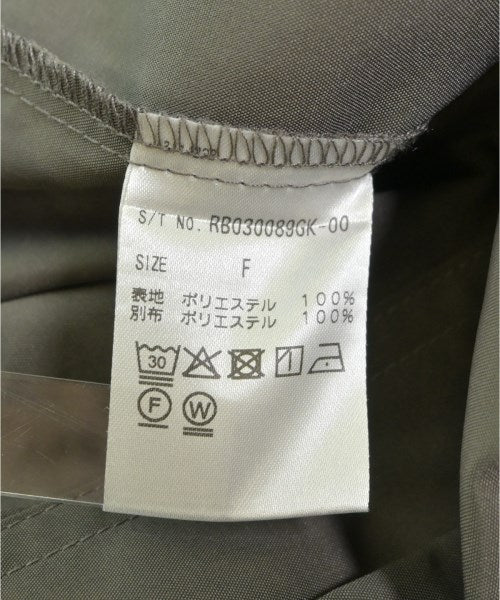 S/T No. RB030089GK-00
SIZE F
表地 ポリエステル 100%
別布 ポリエステル 100%
30
F W